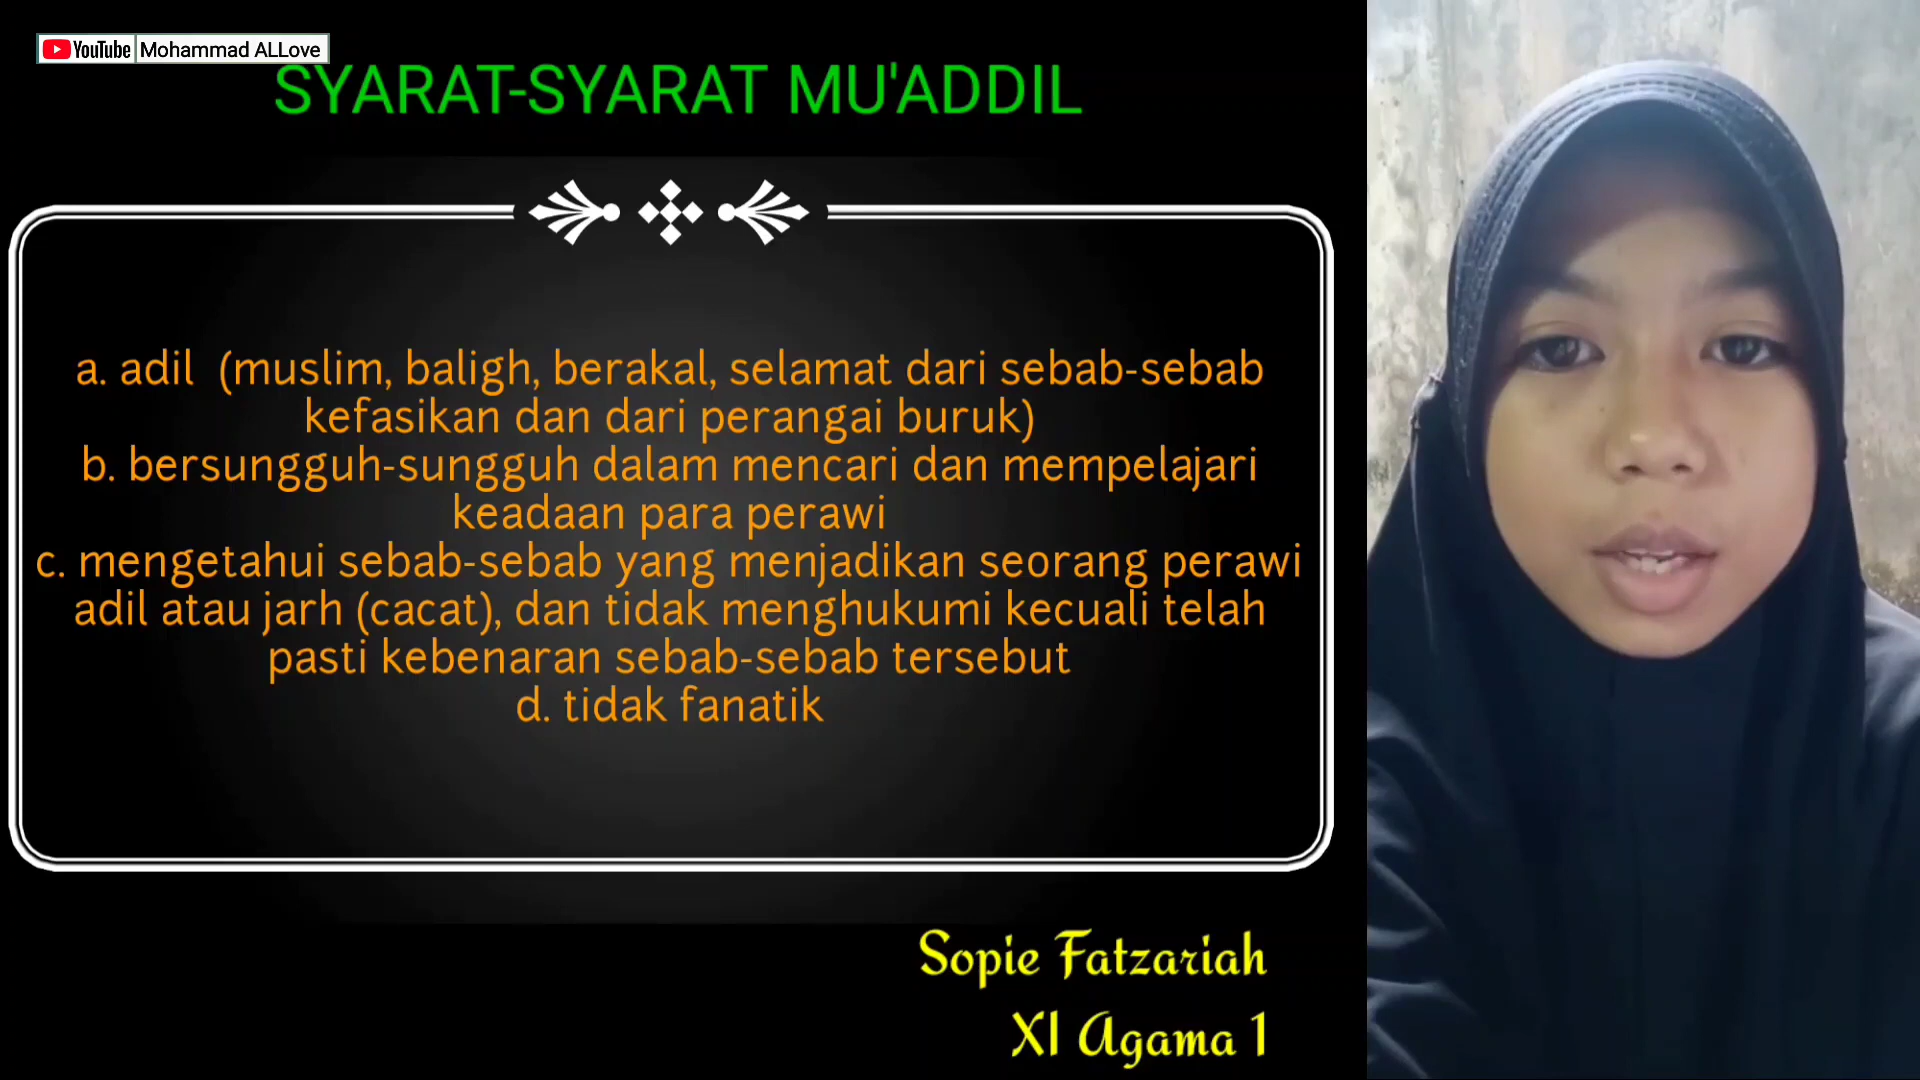 YouTube Mohammad ALLove
SYARAT-SYARAT MU'ADDIL
a. adil (muslim, baligh, berakal, selamat dari sebab-sebab
kefasikan dan dari perangai buruk)
b. bersungguh-sungguh dalam mencari dan mempelajari
keadaan para perawi
c. mengetahui sebab-sebab yang menjadikan seorang perawi
adil atau jarh (cacat), dan tidak menghukumi kecuali telah
pasti kebenaran sebab-sebab tersebut
d. tidak fanatik
Sopie Fatzariah
XI Agama 1